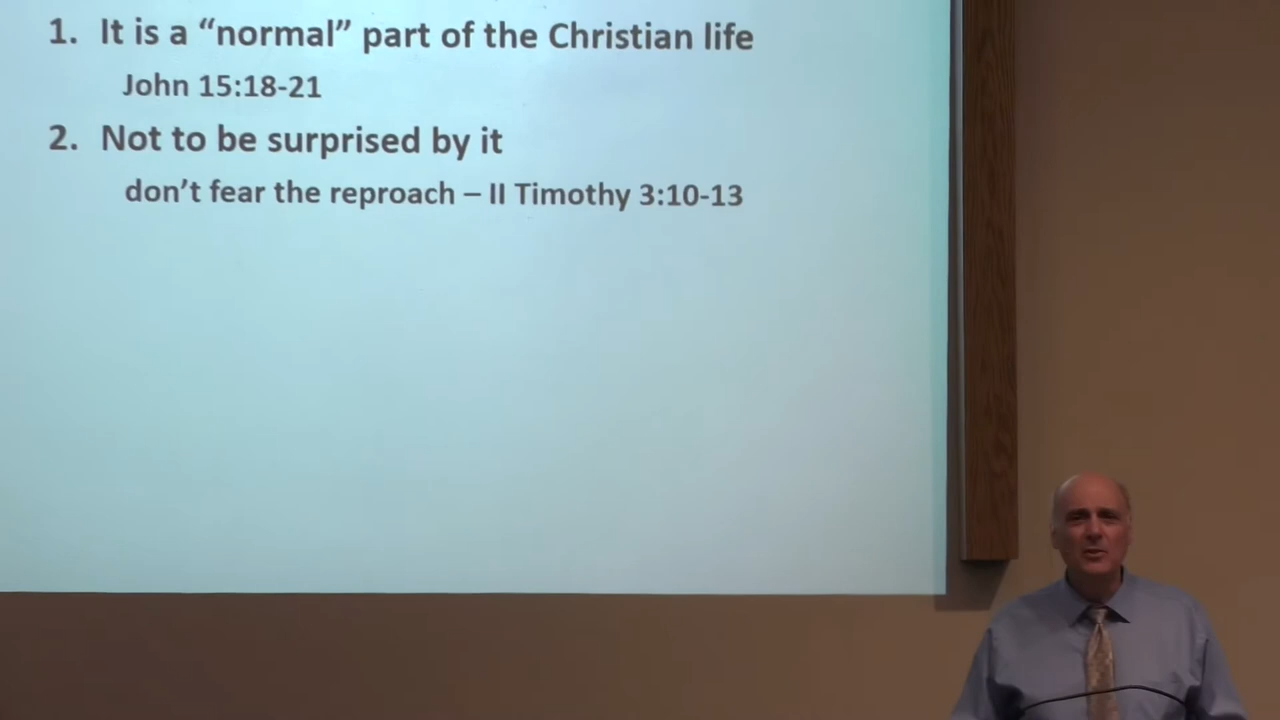 1. It is a “normal” part of the Christian life
John 15:18-21
2. Not to be surprised by it
don’t fear the reproach – II Timothy 3:10-13